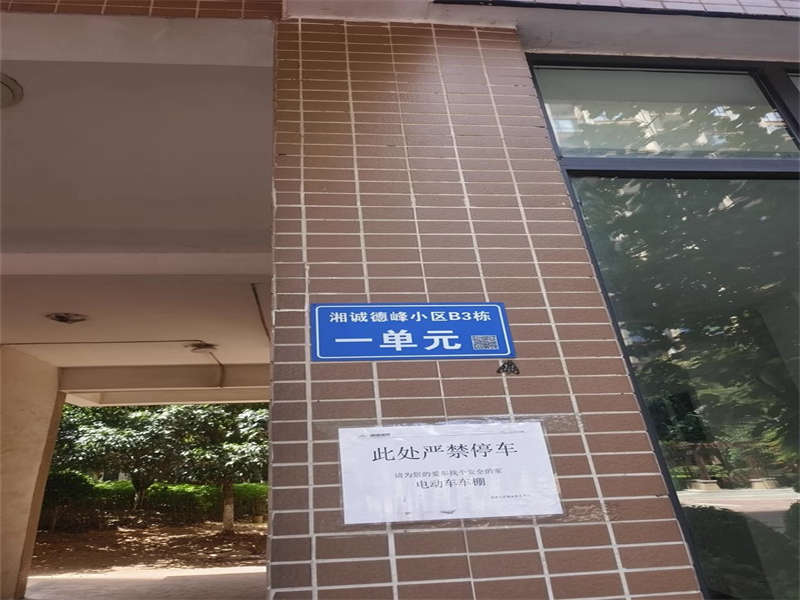 湘诚德峰小区B3栋
一单元
此处严禁停车
请为您的爱车找个安全的家
电动车车棚